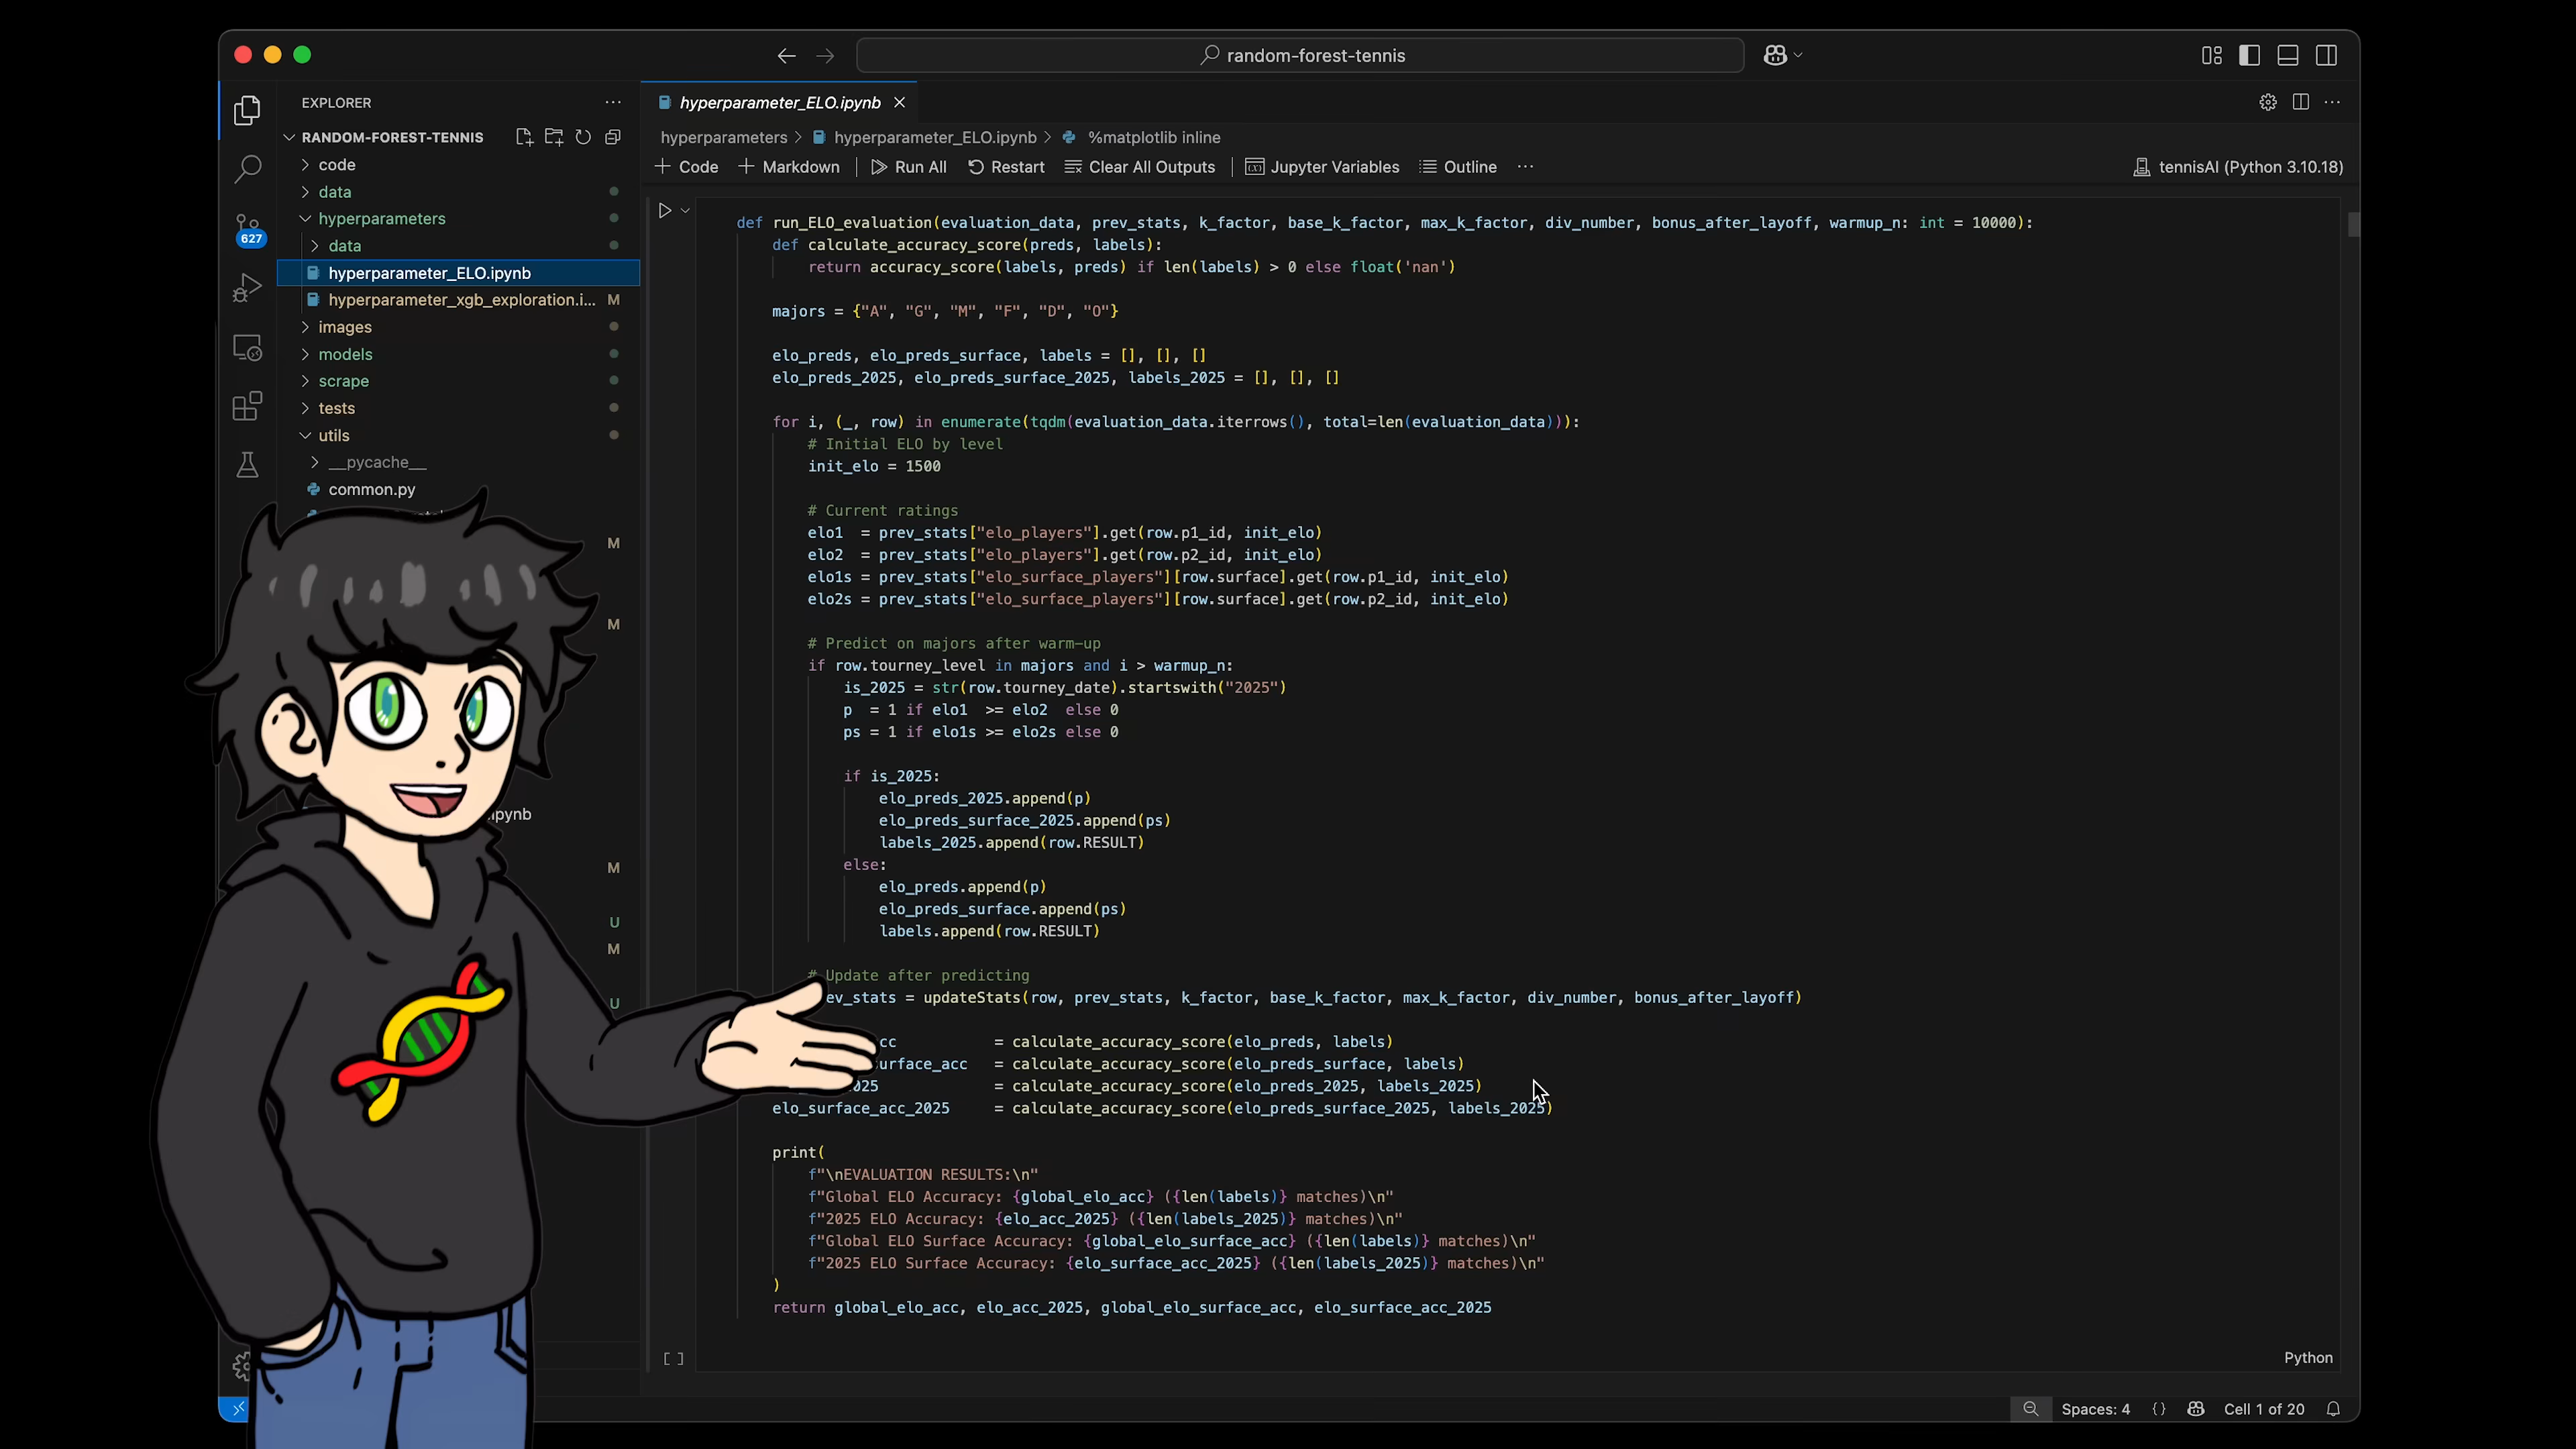 random-forest-tennis
EXPLORER
RANDOM-FOREST-TENNIS
code
data
hyperparameters
data
hyperparameter_ELO.ipynb
hyperparameter_xgb_exploration.i... M
images
models
scrape
tests
utils
__pycache__
common.py
M
M
.ipynb
M
U
M
U
627
hyperparameter_ELO.ipynb
hyperparameters > hyperparameter_ELO.ipynb > %matplotlib inline
+ Code + Markdown Run All Restart Clear All Outputs Jupyter Variables Outline ... tennisAI (Python 3.10.18)
def run_ELO_evaluation(evaluation_data, prev_stats, k_factor, base_k_factor, max_k_factor, div_number, bonus_after_layoff, warmup_n: int = 10000):
def calculate_accuracy_score(preds, labels):
return accuracy_score(labels, preds) if len(labels) > 0 else float('nan')
majors = {"A", "G", "M", "F", "D", "O"}
elo_preds, elo_preds_surface, labels = [], [], []
elo_preds_2025, elo_preds_surface_2025, labels_2025 = [], [], []
for i, (_, row) in enumerate(tqdm(evaluation_data.iterrows(), total=len(evaluation_data))):
# Initial ELO by level
init_elo = 1500
# Current ratings
elo1 = prev_stats["elo_players"].get(row.p1_id, init_elo)
elo2 = prev_stats["elo_players"].get(row.p2_id, init_elo)
elo1s = prev_stats["elo_surface_players"][row.surface].get(row.p1_id, init_elo)
elo2s = prev_stats["elo_surface_players"][row.surface].get(row.p2_id, init_elo)
# Predict on majors after warm-up
if row.tourney_level in majors and i > warmup_n:
is_2025 = str(row.tourney_date).startswith("2025")
p = 1 if elo1 >= elo2 else 0
ps = 1 if elo1s >= elo2s else 0
if is_2025:
elo_preds_2025.append(p)
elo_preds_surface_2025.append(ps)
labels_2025.append(row.RESULT)
else:
elo_preds.append(p)
elo_preds_surface.append(ps)
labels.append(row.RESULT)
# Update after predicting
ev_stats = updateStats(row, prev_stats, k_factor, base_k_factor, max_k_factor, div_number, bonus_after_layoff)
cc = calculate_accuracy_score(elo_preds, labels)
urface_acc = calculate_accuracy_score(elo_preds_surface, labels)
025 = calculate_accuracy_score(elo_preds_2025, labels_2025)
elo_surface_acc_2025 = calculate_accuracy_score(elo_preds_surface_2025, labels_2025)
print(
f"\nEVALUATION RESULTS:\n"
f"Global ELO Accuracy: {global_elo_acc} ({len(labels)} matches)\n"
f"2025 ELO Accuracy: {elo_acc_2025} ({len(labels_2025)} matches)\n"
f"Global ELO Surface Accuracy: {global_elo_surface_acc} ({len(labels)} matches)\n"
f"2025 ELO Surface Accuracy: {elo_surface_acc_2025} ({len(labels_2025)} matches)\n"
)
return global_elo_acc, elo_acc_2025, global_elo_surface_acc, elo_surface_acc_2025
[ ]
Python
Spaces: 4 {} Cell 1 of 20